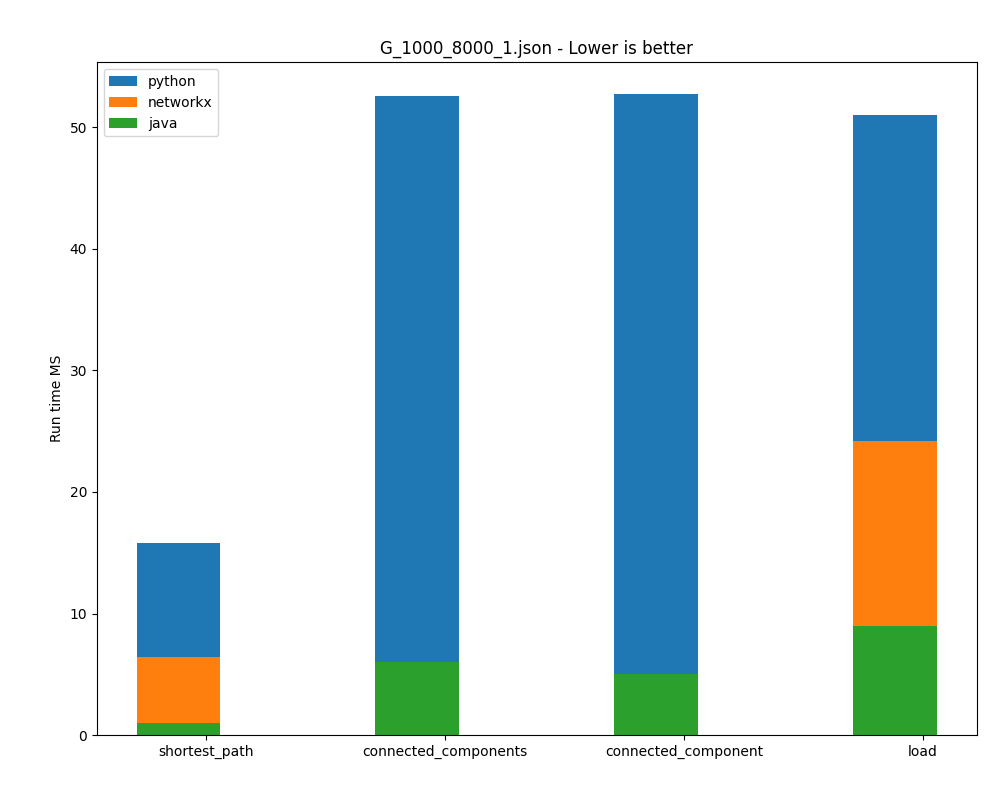 G_1000_8000_1.json - Lower is better
python
networkx
java
50
40
30
20
10
0
Run time MS
shortest_path
connected_components
connected_component
load